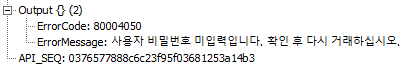 Output {} (2)
ErrorCode: 80004050
ErrorMessage: 사용자 비밀번호 미입력입니다. 확인 후 다시 거래하십시오.
API_SEQ: 0376577888c6c23f95f03681253a14b3